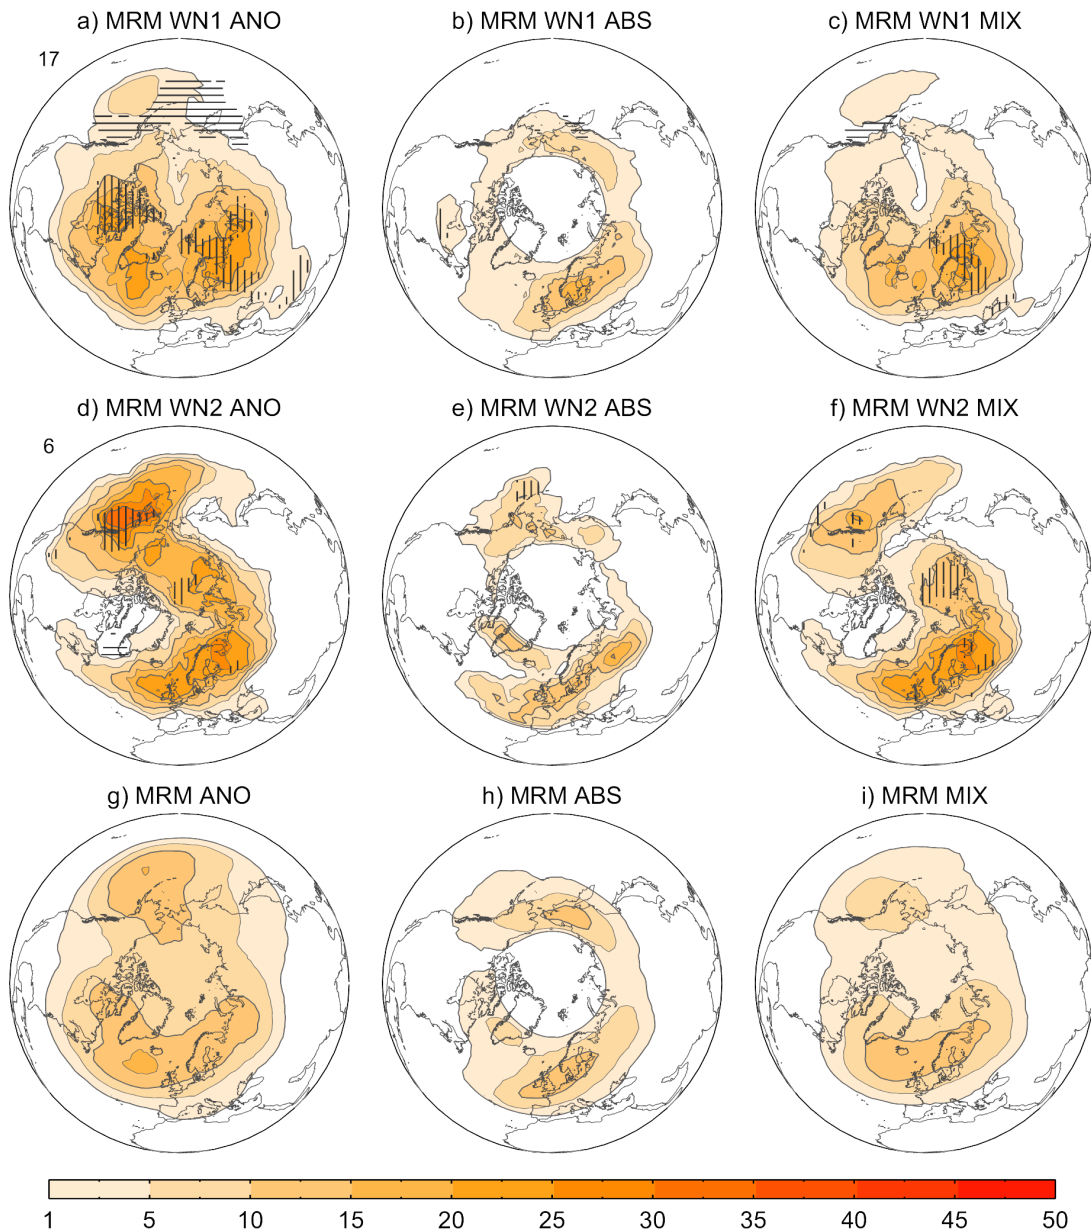 a) MRM WN1 ANO b) MRM WN1 ABS c) MRM WN1 MIX
17
d) MRM WN2 ANO e) MRM WN2 ABS f) MRM WN2 MIX
6
g) MRM ANO h) MRM ABS i) MRM MIX
1 5 10 15 20 25 30 35 40 45 50